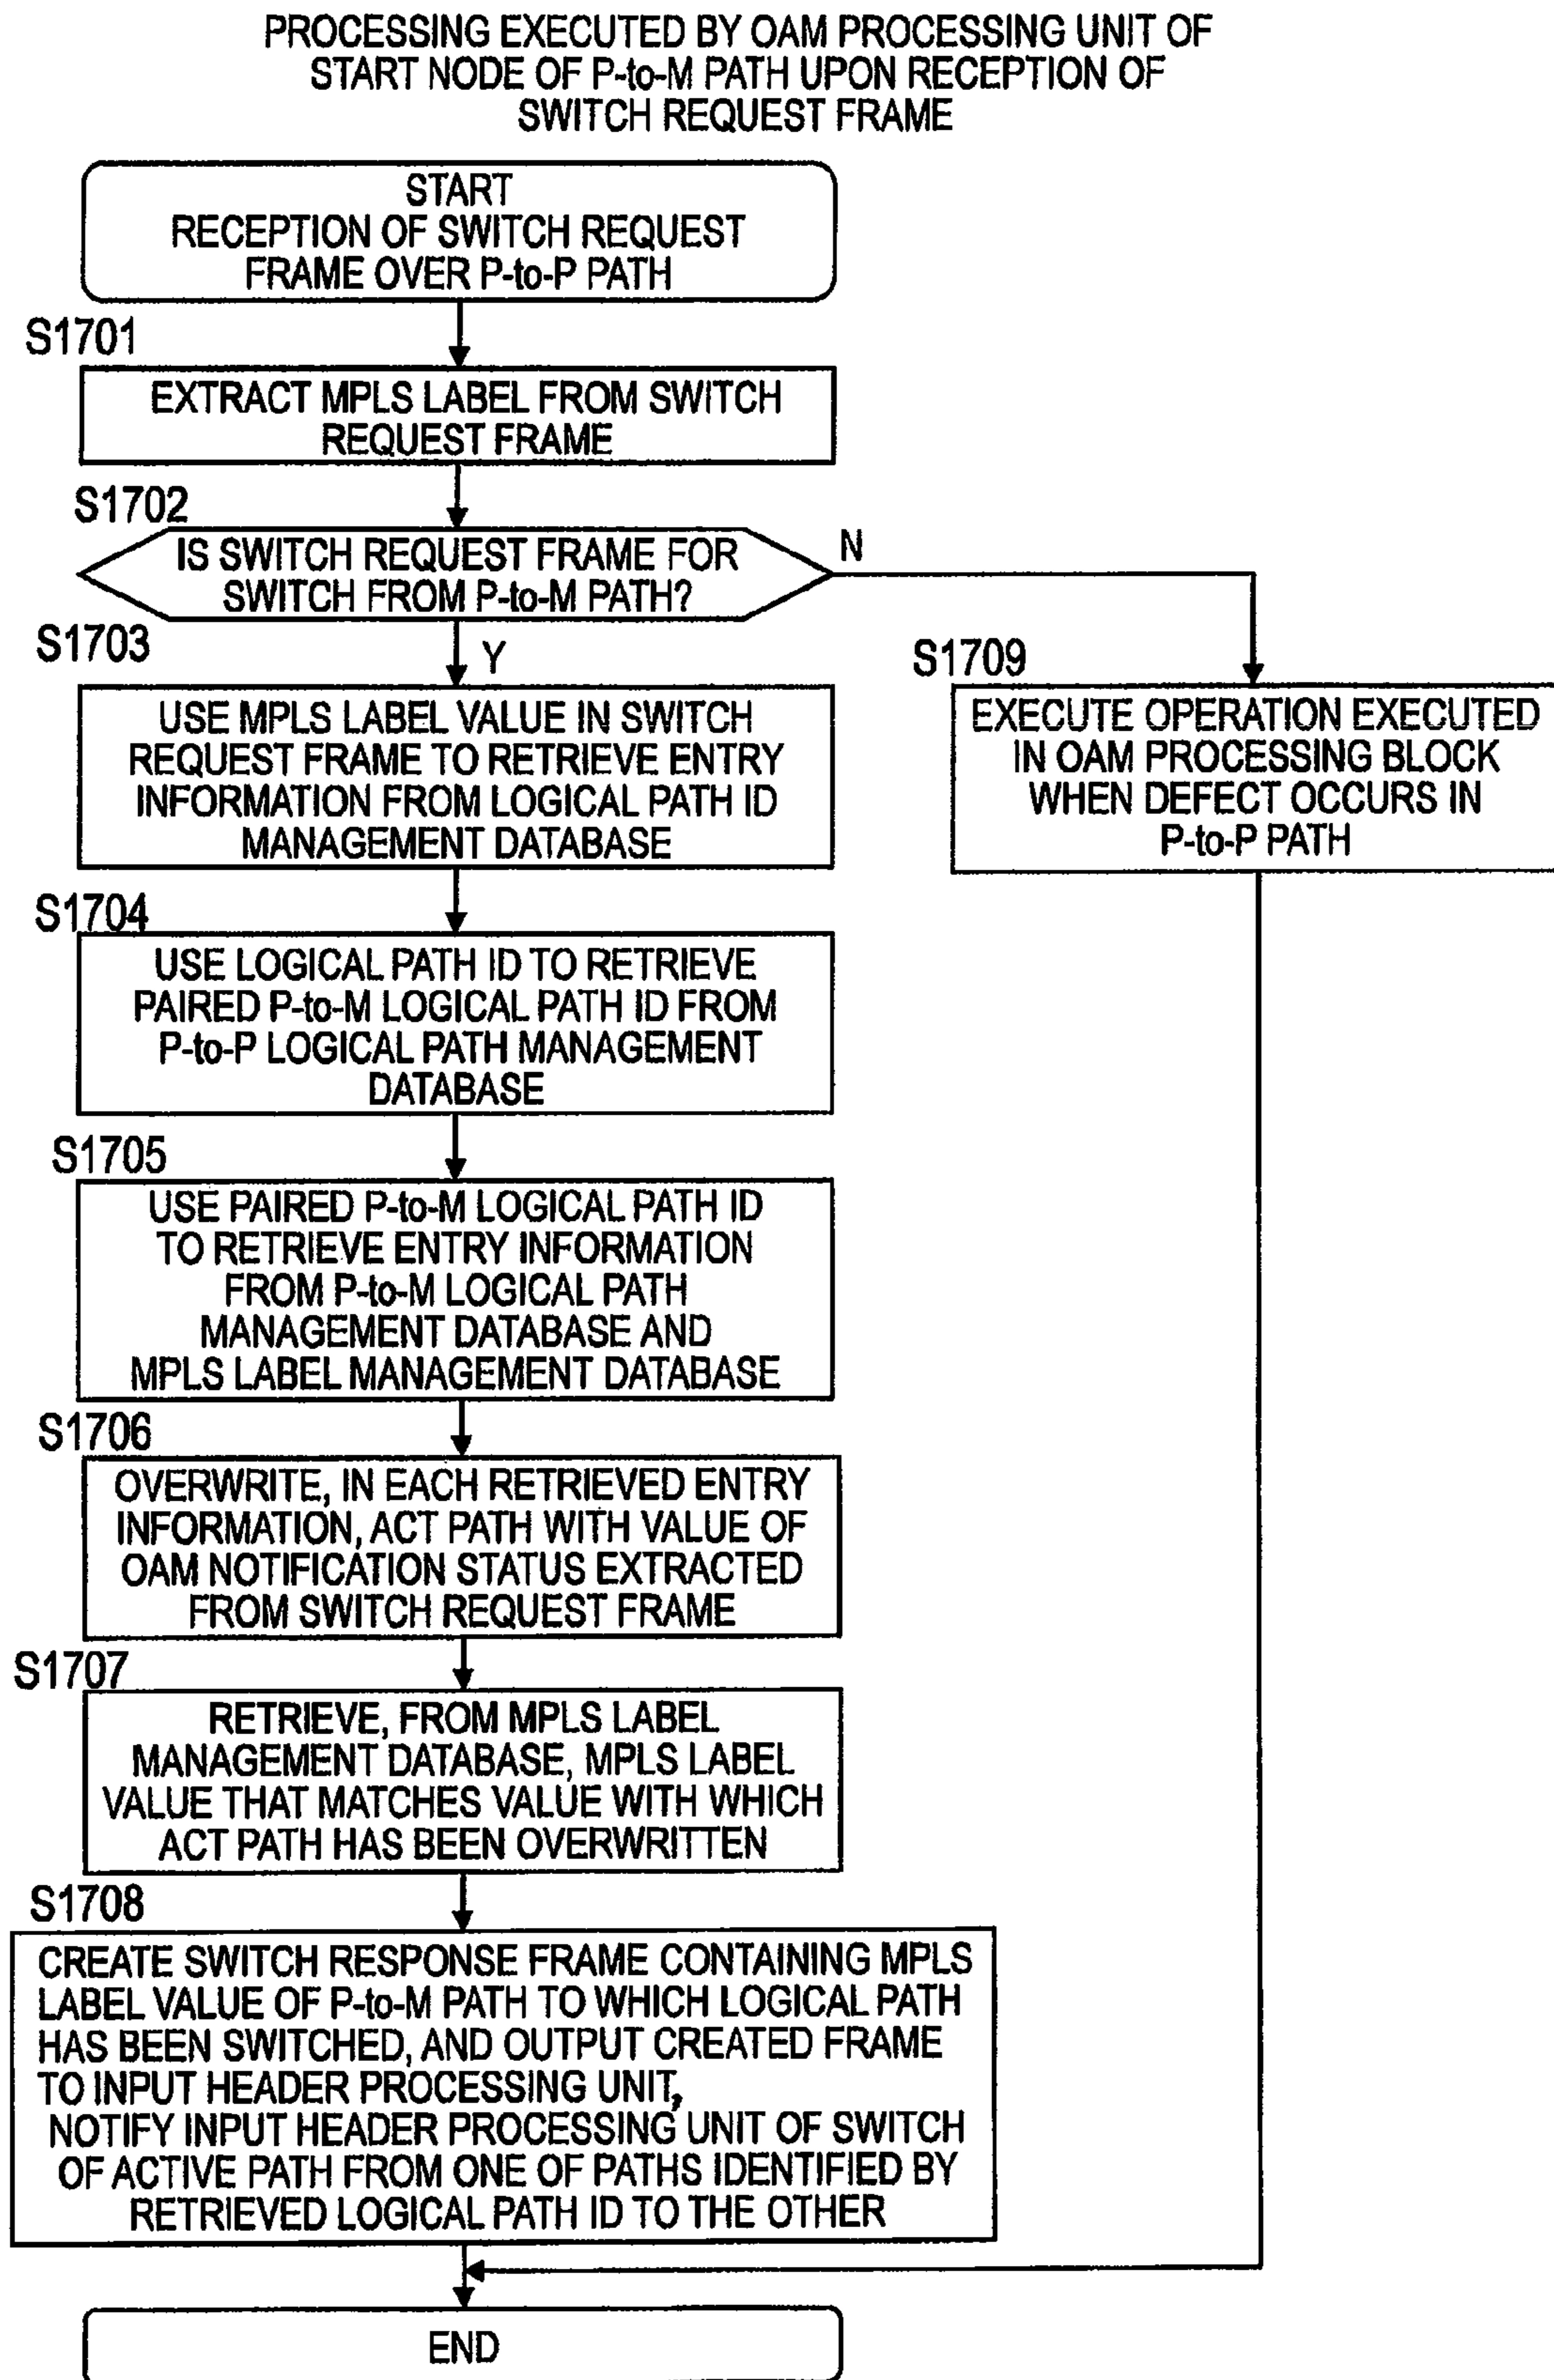 PROCESSING EXECUTED BY OAM PROCESSING UNIT OF
START NODE OF P-to-M PATH UPON RECEPTION OF
SWITCH REQUEST FRAME
START
RECEPTION OF SWITCH REQUEST
FRAME OVER P-to-P PATH
S1701
EXTRACT MPLS LABEL FROM SWITCH
REQUEST FRAME
S1702
IS SWITCH REQUEST FRAME FOR
SWITCH FROM P-to-M PATH?
N
S1703
Y
USE MPLS LABEL VALUE IN SWITCH
REQUEST FRAME TO RETRIEVE ENTRY
INFORMATION FROM LOGICAL PATH ID
MANAGEMENT DATABASE
S1709
EXECUTE OPERATION EXECUTED
IN OAM PROCESSING BLOCK
WHEN DEFECT OCCURS IN
P-to-P PATH
S1704
USE LOGICAL PATH ID TO RETRIEVE
PAIRED P-to-M LOGICAL PATH ID FROM
P-to-P LOGICAL PATH MANAGEMENT
DATABASE
S1705
USE PAIRED P-to-M LOGICAL PATH ID
TO RETRIEVE ENTRY INFORMATION
FROM P-to-M LOGICAL PATH
MANAGEMENT DATABASE AND
MPLS LABEL MANAGEMENT DATABASE
S1706
OVERWRITE, IN EACH RETRIEVED ENTRY
INFORMATION, ACT PATH WITH VALUE OF
OAM NOTIFICATION STATUS EXTRACTED
FROM SWITCH REQUEST FRAME
S1707
RETRIEVE, FROM MPLS LABEL
MANAGEMENT DATABASE, MPLS LABEL
VALUE THAT MATCHES VALUE WITH WHICH
ACT PATH HAS BEEN OVERWRITTEN
S1708
CREATE SWITCH RESPONSE FRAME CONTAINING MPLS
LABEL VALUE OF P-to-M PATH TO WHICH LOGICAL PATH
HAS BEEN SWITCHED, AND OUTPUT CREATED FRAME
TO INPUT HEADER PROCESSING UNIT,
NOTIFY INPUT HEADER PROCESSING UNIT OF SWITCH
OF ACTIVE PATH FROM ONE OF PATHS IDENTIFIED BY
RETRIEVED LOGICAL PATH ID TO THE OTHER
END